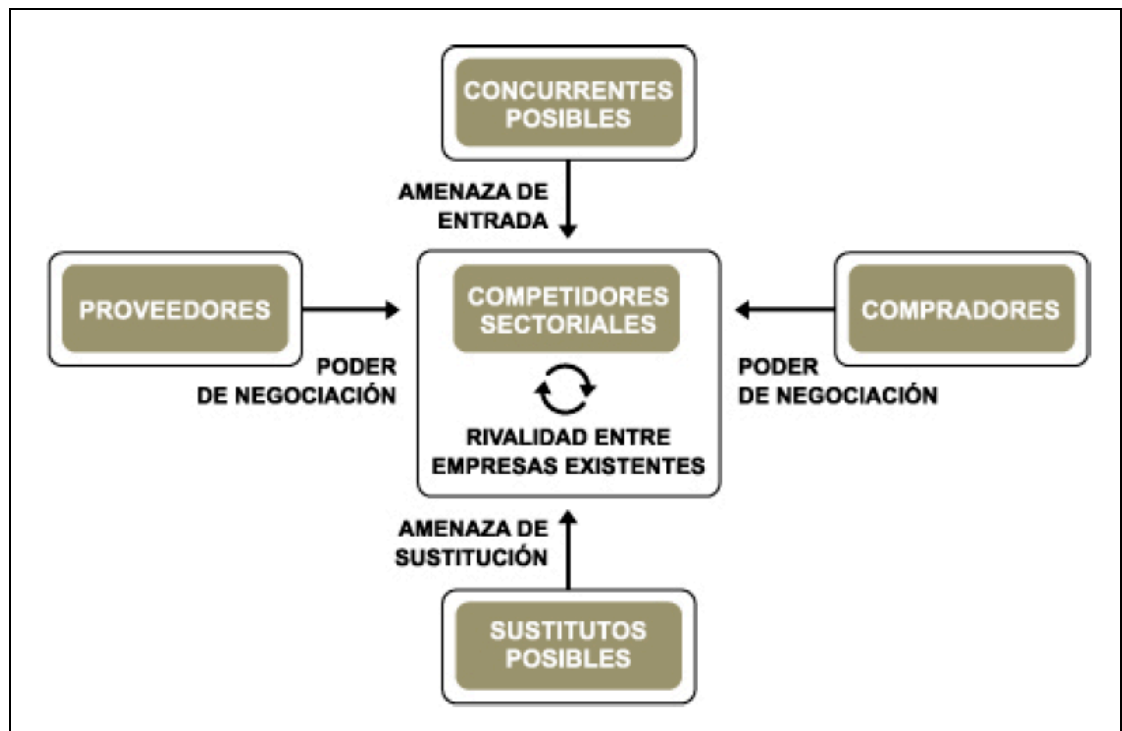 CONCURRENTES
POSIBLES
AMENAZA DE
ENTRADA
PROVEEDORES
PODER
DE NEGOCIACIÓN
COMPETIDORES
SECTORIALES
RIVALIDAD ENTRE
EMPRESAS EXISTENTES
COMPRADORES
PODER
DE NEGOCIACIÓN
AMENAZA DE
SUSTITUCIÓN
SUSTITUTOS
POSIBLES